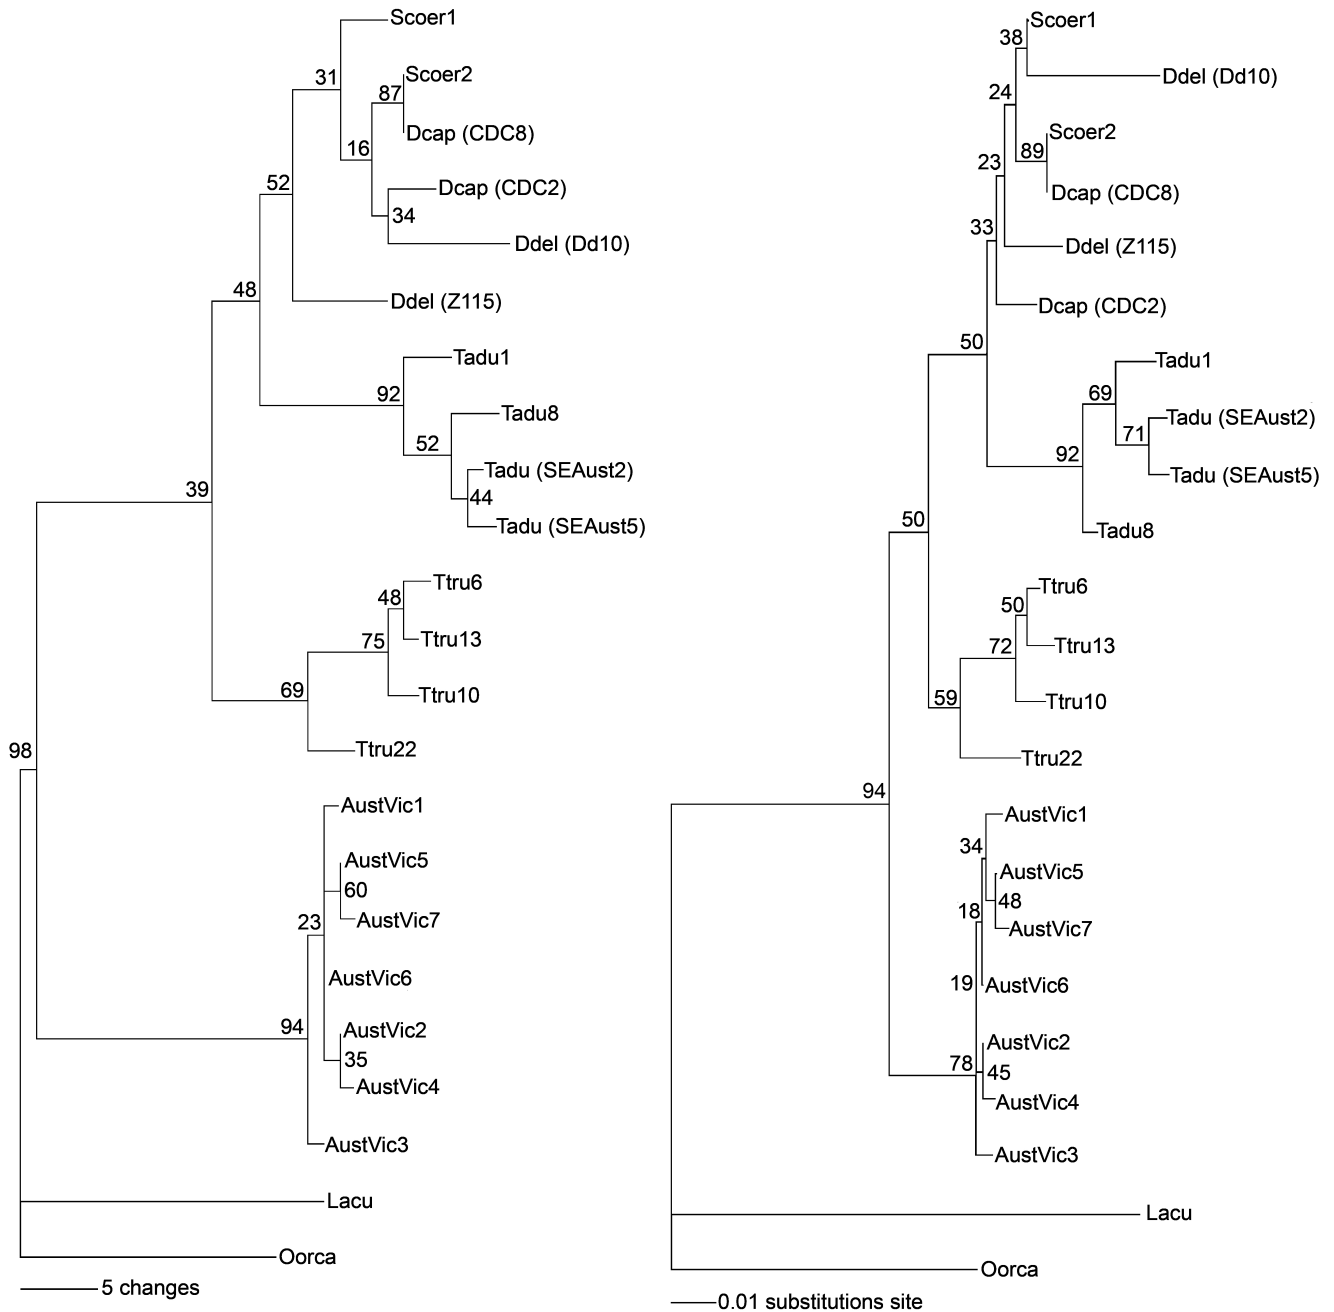 Scoer1
31
Scoer2
87
Dcap (CDC8)
16
52
Dcap (CDC2)
34
Ddel (Dd10)
48
Ddel (Z115)
Tadu1
92
Tadu8
52
Tadu (SEAust2)
39
44
Tadu (SEAust5)
Ttru6
48
75
Ttru13
69
Ttru10
98
Ttru22
AustVic1
AustVic5
60
23
AustVic7
AustVic6
94
AustVic2
35
AustVic4
AustVic3
Lacu
Oorca
5 changes
Scoer1
38
Ddel (Dd10)
24
Scoer2
89
23
Dcap (CDC8)
33
Ddel (Z115)
Dcap (CDC2)
50
Tadu1
69
Tadu (SEAust2)
71
92
Tadu (SEAust5)
50
Tadu8
Ttru6
50
72
Ttru13
59
Ttru10
Ttru22
94
AustVic1
34
AustVic5
48
18
AustVic7
19
AustVic6
AustVic2
78
45
AustVic4
AustVic3
Lacu
Oorca
0.01 substitutions site